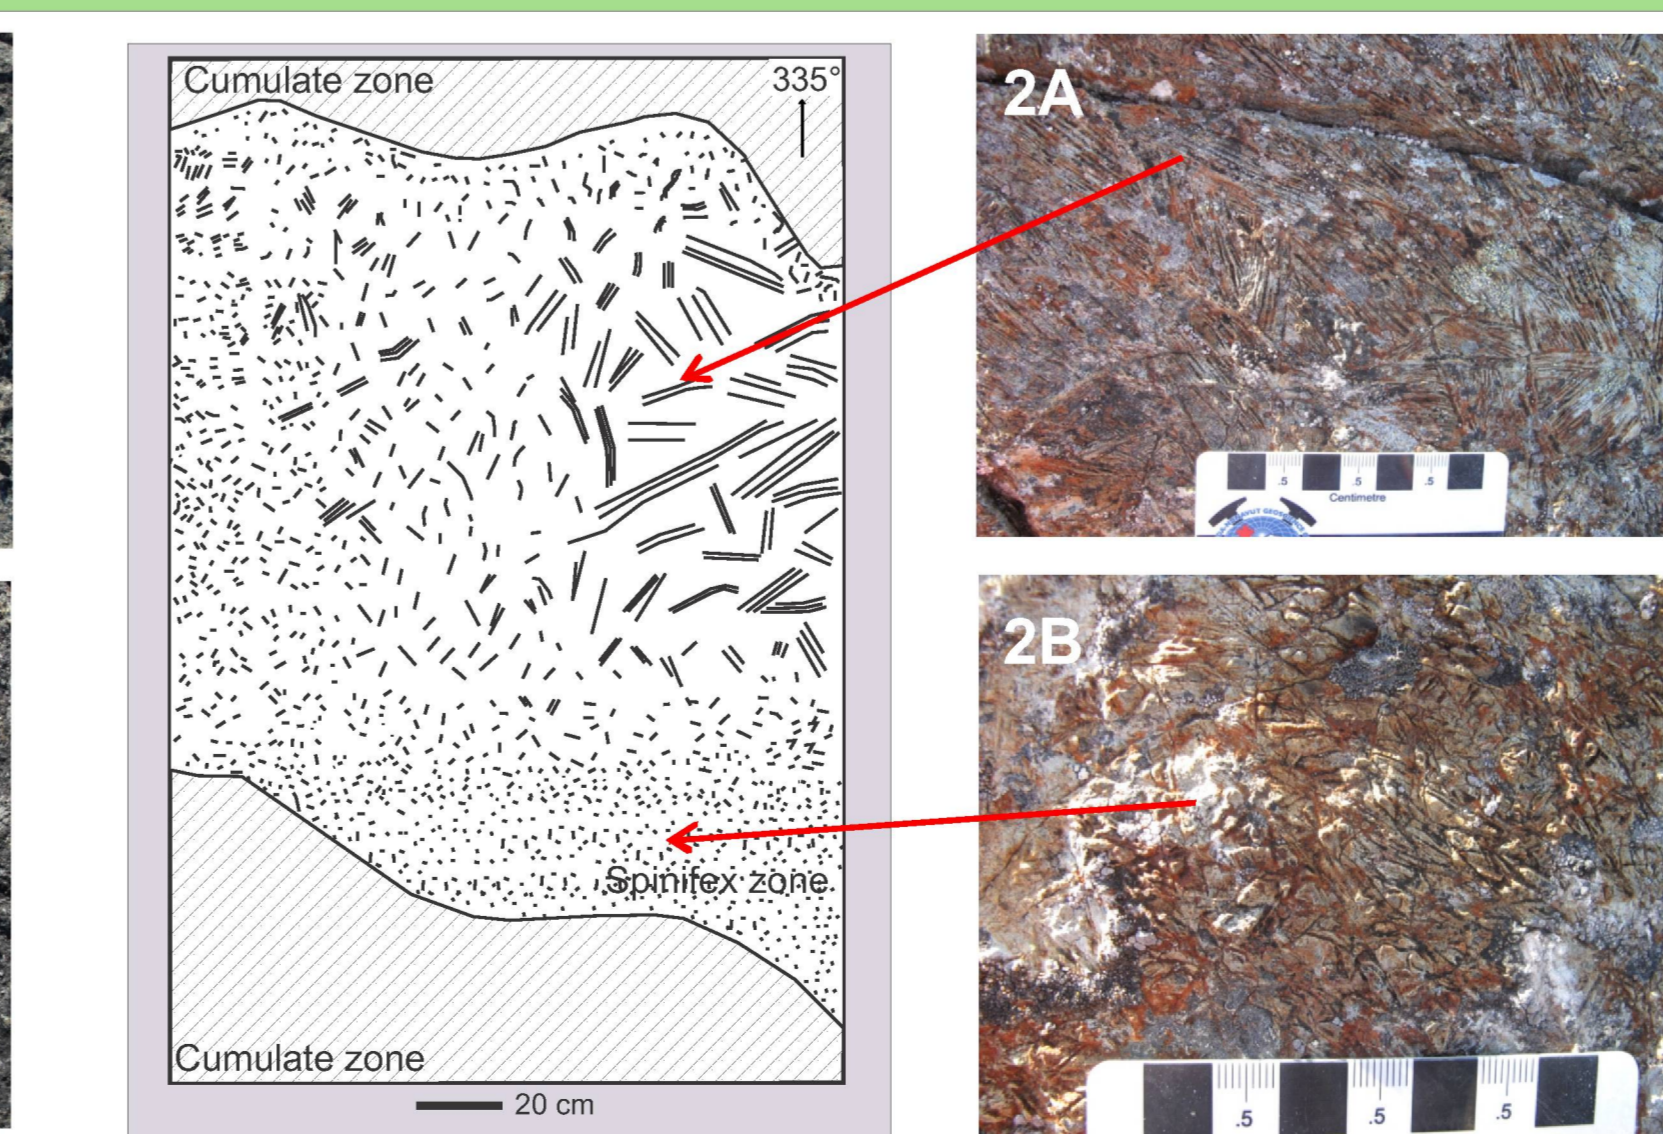 Cumulate zone
335°
Spinifex zone
Cumulate zone
20 cm
2A
.5 .5 .5
Centimetre
2B
.5 .5 .5